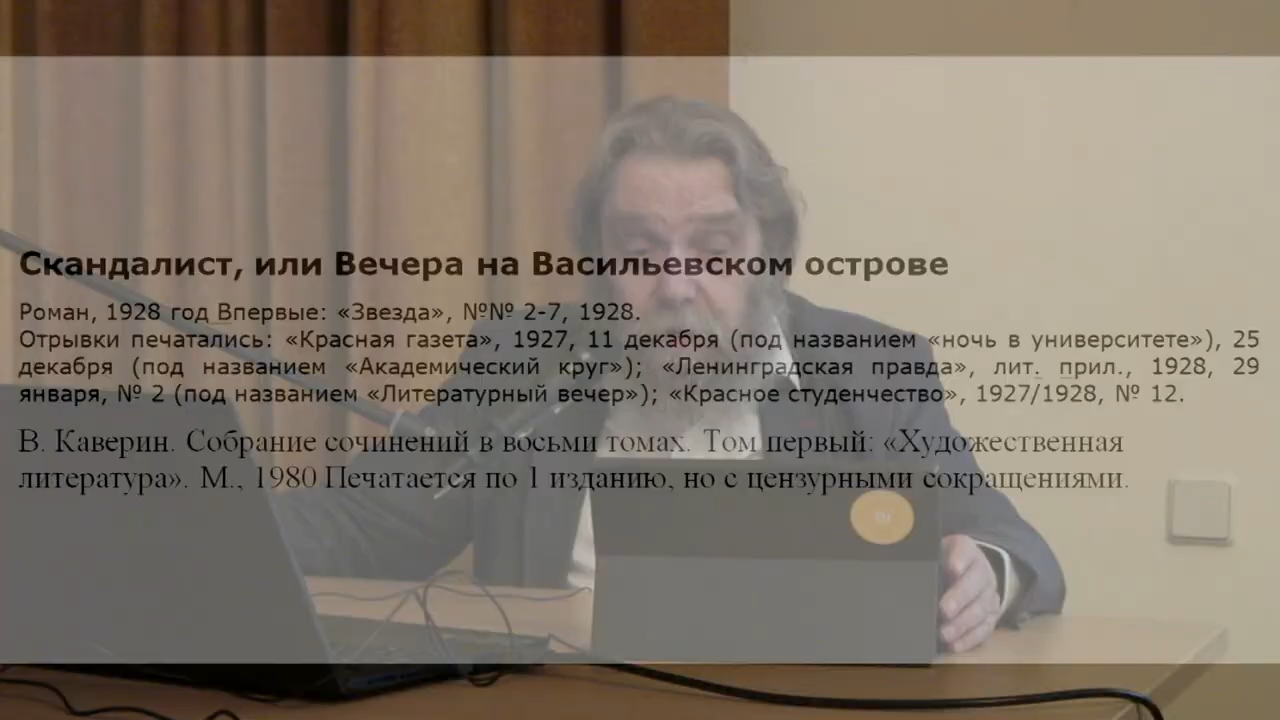 Скандалист, или Вечера на Васильевском острове
Роман, 1928 год Впервые: «Звезда», №№ 2-7, 1928.
Отрывки печатались: «Красная газета», 1927, 11 декабря (под названием «ночь в университете»), 25
декабря (под названием «Академический круг»); «Ленинградская правда», лит. прил., 1928, 29
января, № 2 (под названием «Литературный вечер»); «Красное студенчество», 1927/1928, № 12.
В. Каверин. Собрание сочинений в восьми томах. Том первый: «Художественная
литература». М., 1980 Печатается по 1 изданию, но с цензурными сокращениями.